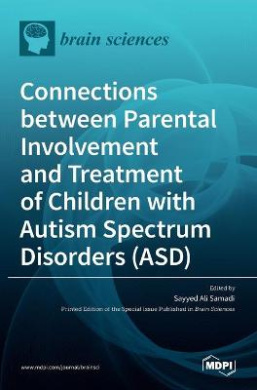 brain sciences
Connections
between Parental
Involvement
and Treatment
of Children with
Autism Spectrum
Disorders (ASD)
Edited by
Sayyed Ali Samadi
Printed Edition of the Special Issue Published in Brain Sciences
www.mdpi.com/journal/brainsci
MDPI